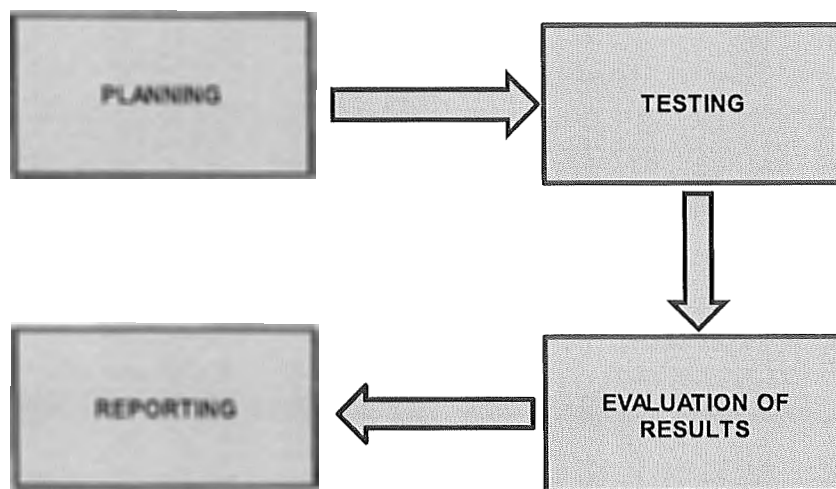 PLANNING
TESTING
EVALUATION OF
RESULTS
REPORTING